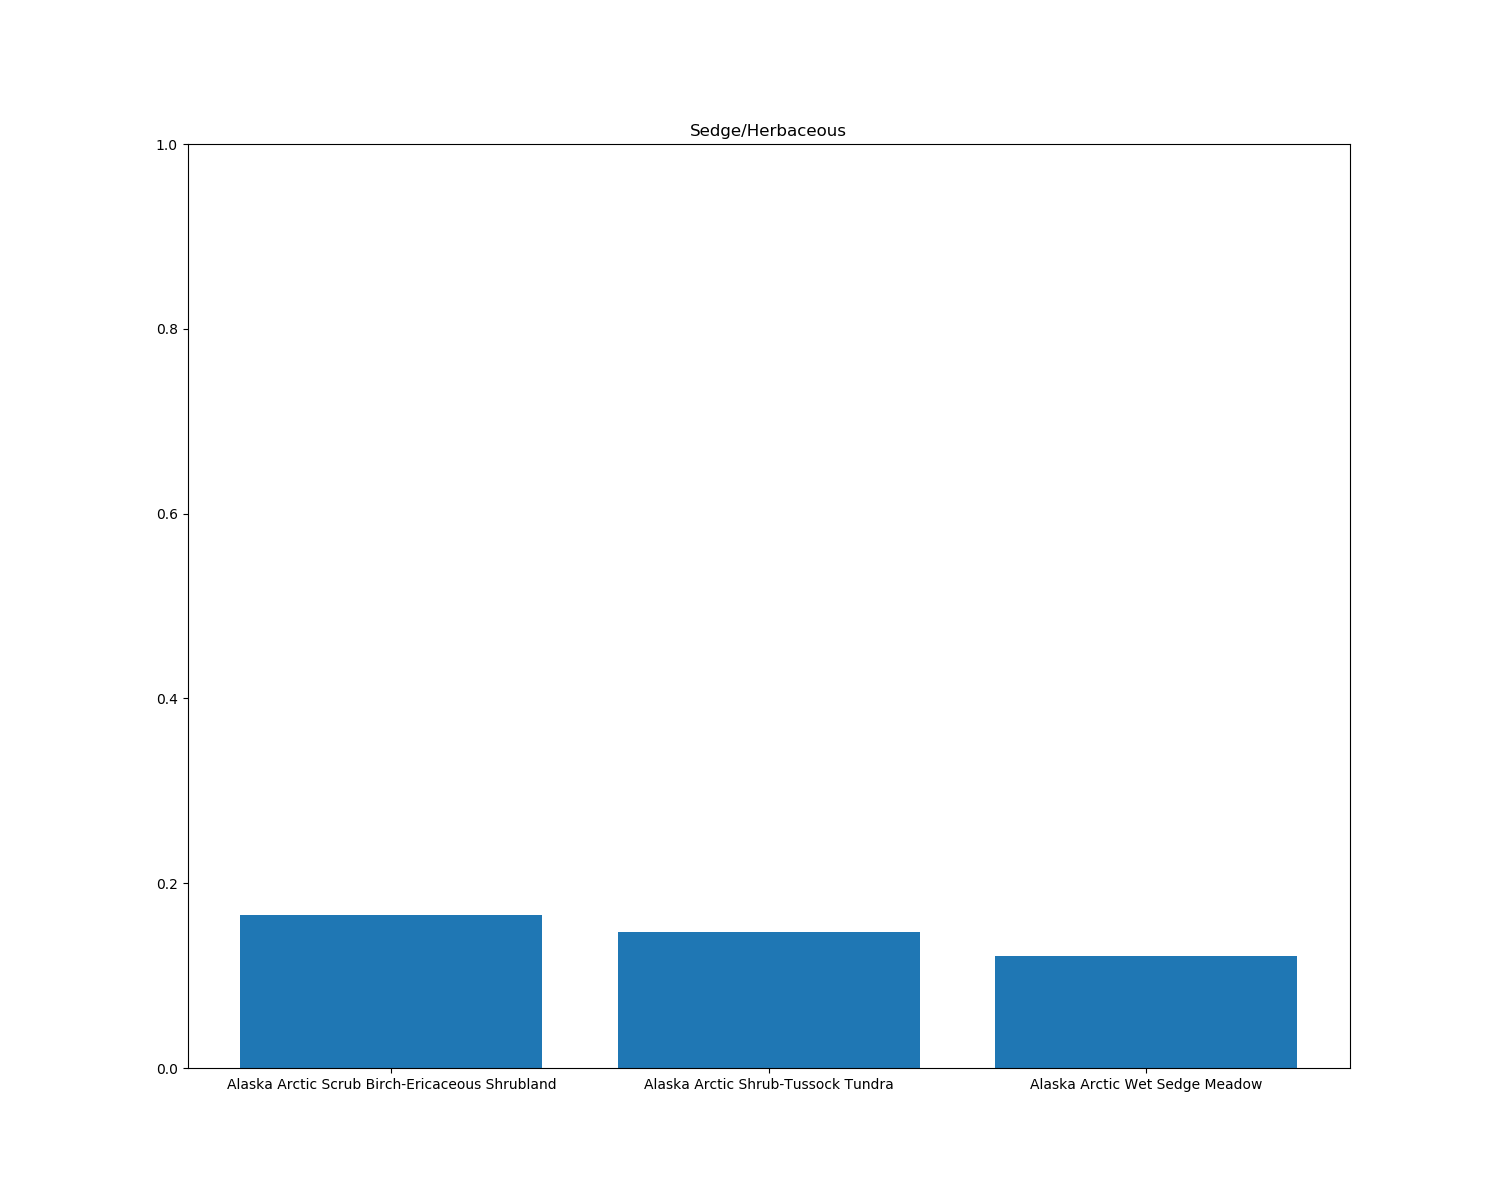 Sedge/Herbaceous
1.0
0.8
0.6
0.4
0.2
0.0
Alaska Arctic Scrub Birch-Ericaceous Shrubland
Alaska Arctic Shrub-Tussock Tundra
Alaska Arctic Wet Sedge Meadow